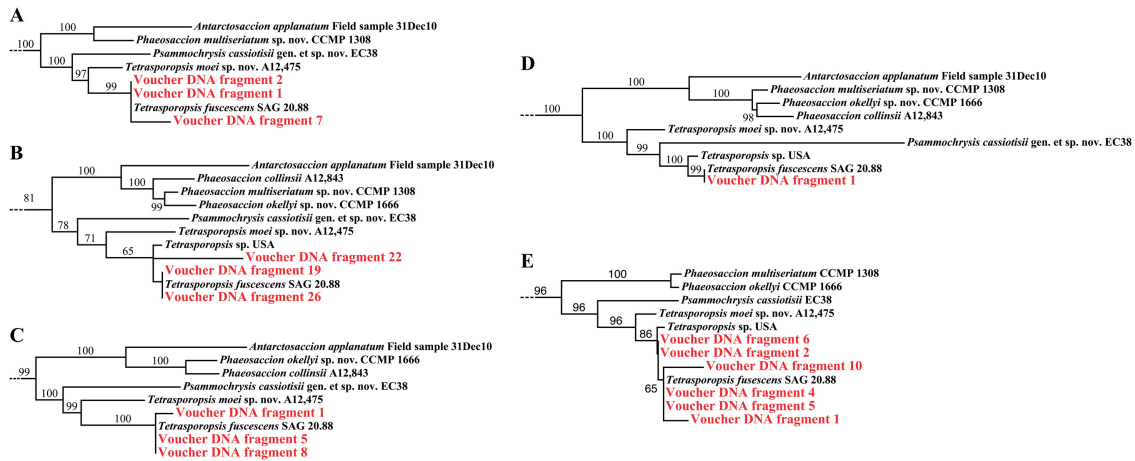 A
100
100
Antarctosaccion applanatum Field sample 31Dec10
Phaeosaccion multiseriatum sp. nov. CCMP 1308
100
Psammochrysis cassiotisii gen. et sp. nov. EC38
97
Tetrasporopsis moei sp. nov. A12,475
99
Voucher DNA fragment 2
Voucher DNA fragment 1
Tetrasporopsis fuscescens SAG 20.88
Voucher DNA fragment 7
B
81
100
Antarctosaccion applanatum Field sample 31Dec10
100
Phaeosaccion collinsii A12,843
Phaeosaccion multiseriatum sp. nov. CCMP 1308
99
Phaeosaccion okellyi sp. nov. CCMP 1666
78
Psammochrysis cassiotisii gen. et sp. nov. EC38
71
Tetrasporopsis moei sp. nov. A12,475
65
Tetrasporopsis sp. USA
Voucher DNA fragment 22
Voucher DNA fragment 19
Tetrasporopsis fuscescens SAG 20.88
Voucher DNA fragment 26
C
99
100
Antarctosaccion applanatum Field sample 31Dec10
100
Phaeosaccion okellyi sp. nov. CCMP 1666
Phaeosaccion collinsii A12,843
100
Psammochrysis cassiotisii gen. et sp. nov. EC38
99
Tetrasporopsis moei sp. nov. A12,475
100
Voucher DNA fragment 1
Tetrasporopsis fuscescens SAG 20.88
Voucher DNA fragment 5
Voucher DNA fragment 8
D
100
100
Antarctosaccion applanatum Field sample 31Dec10
100
Phaeosaccion multiseriatum sp. nov. CCMP 1308
Phaeosaccion okellyi sp. nov. CCMP 1666
98
Phaeosaccion collinsii A12,843
100
Tetraspropsis moei sp. nov. A12,475
99
Psammochrysis cassiotisii gen. et sp. nov. EC38
100
Tetrasporopsis sp. USA
99
Tetrasporopsis fuscescens SAG 20.88
Voucher DNA fragment 1
E
96
100
Phaeosaccion multiseriatum CCMP 1308
Phaeosaccion okellyi CCMP 1666
96
Psammochrysis cassiotisii EC38
96
Tetrasporopsis moei sp. nov. A12,475
86
Tetrasporopsis sp. USA
Voucher DNA fragment 6
Voucher DNA fragment 2
65
Voucher DNA fragment 10
Tetrasporopsis fusescens SAG 20.88
Voucher DNA fragment 4
Voucher DNA fragment 5
Voucher DNA fragment 1